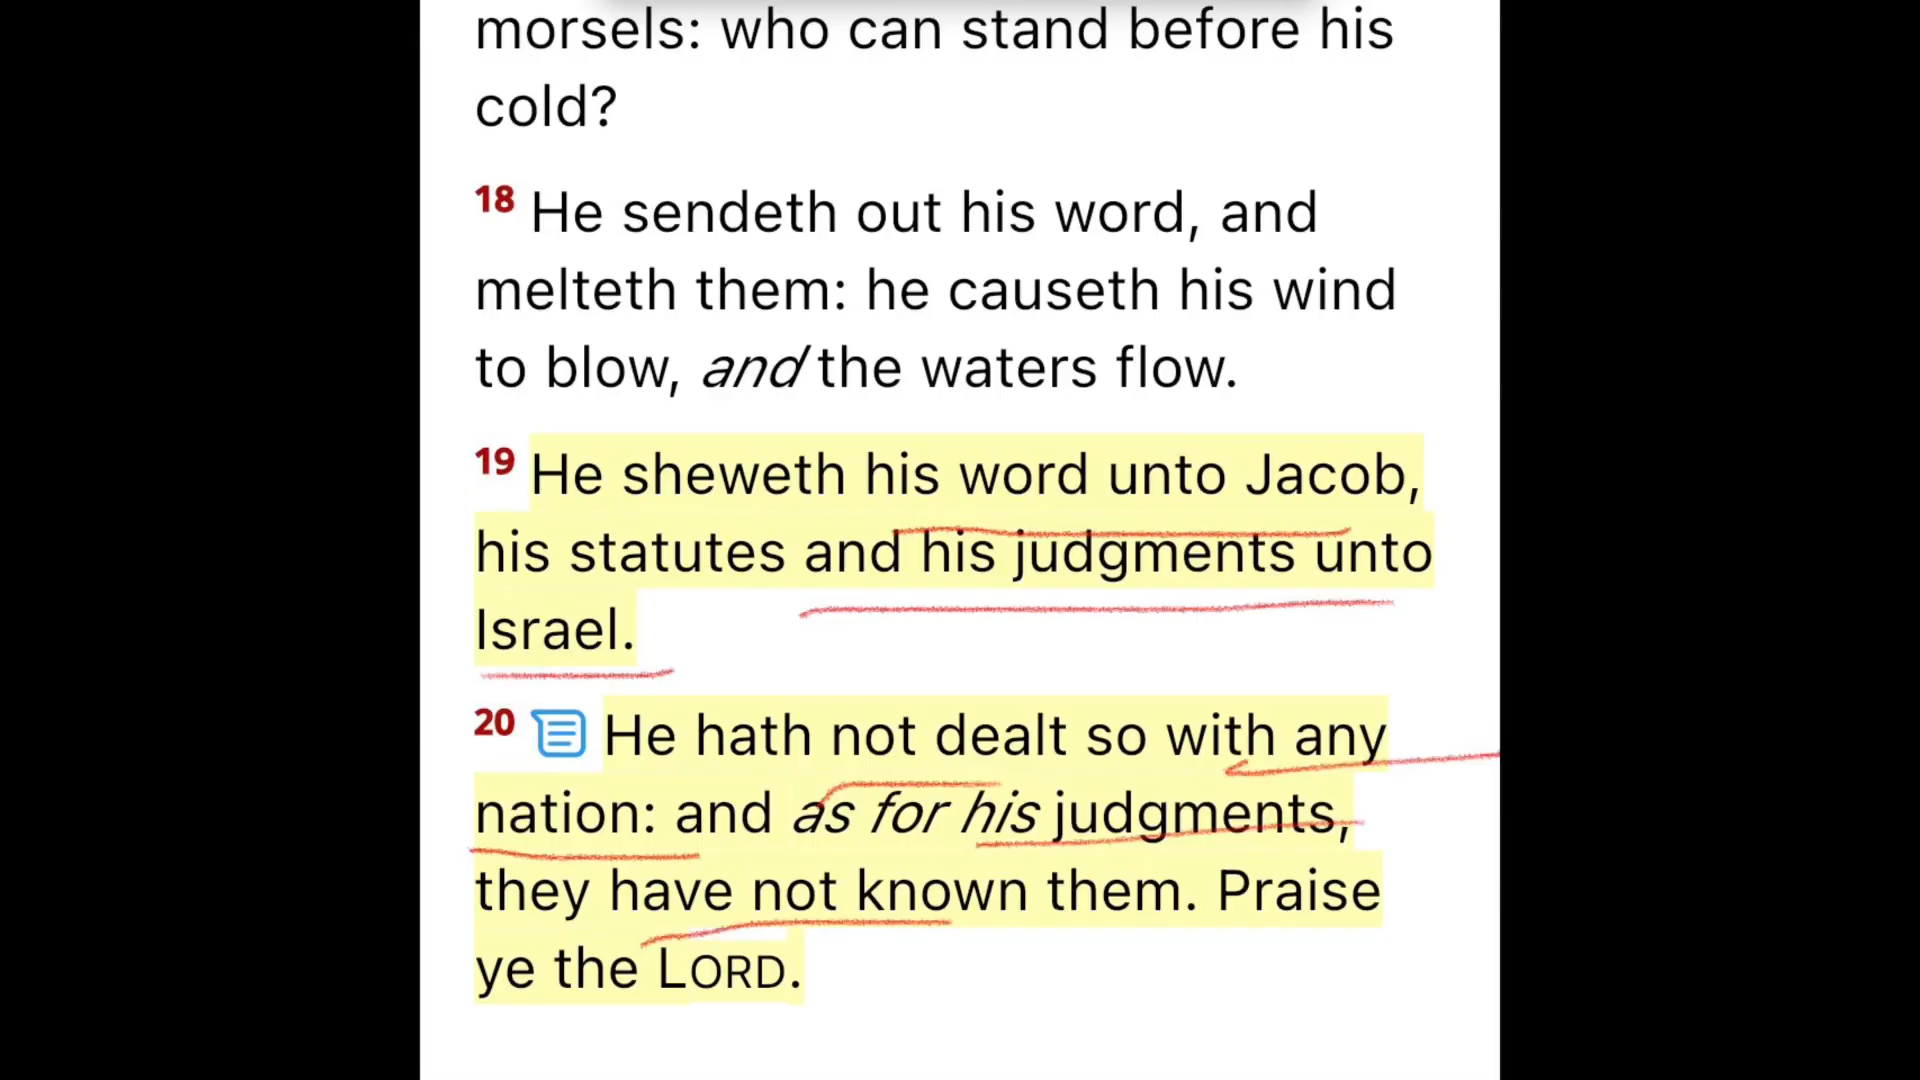 morsels: who can stand before his
cold?
18 He sendeth out his word, and
melteth them: he causeth his wind
to blow, and the waters flow.
19 He sheweth his word unto Jacob,
his statutes and his judgments unto
Israel.
20 He hath not dealt so with any
nation: and as for his judgments,
they have not known them. Praise
ye the LORD.